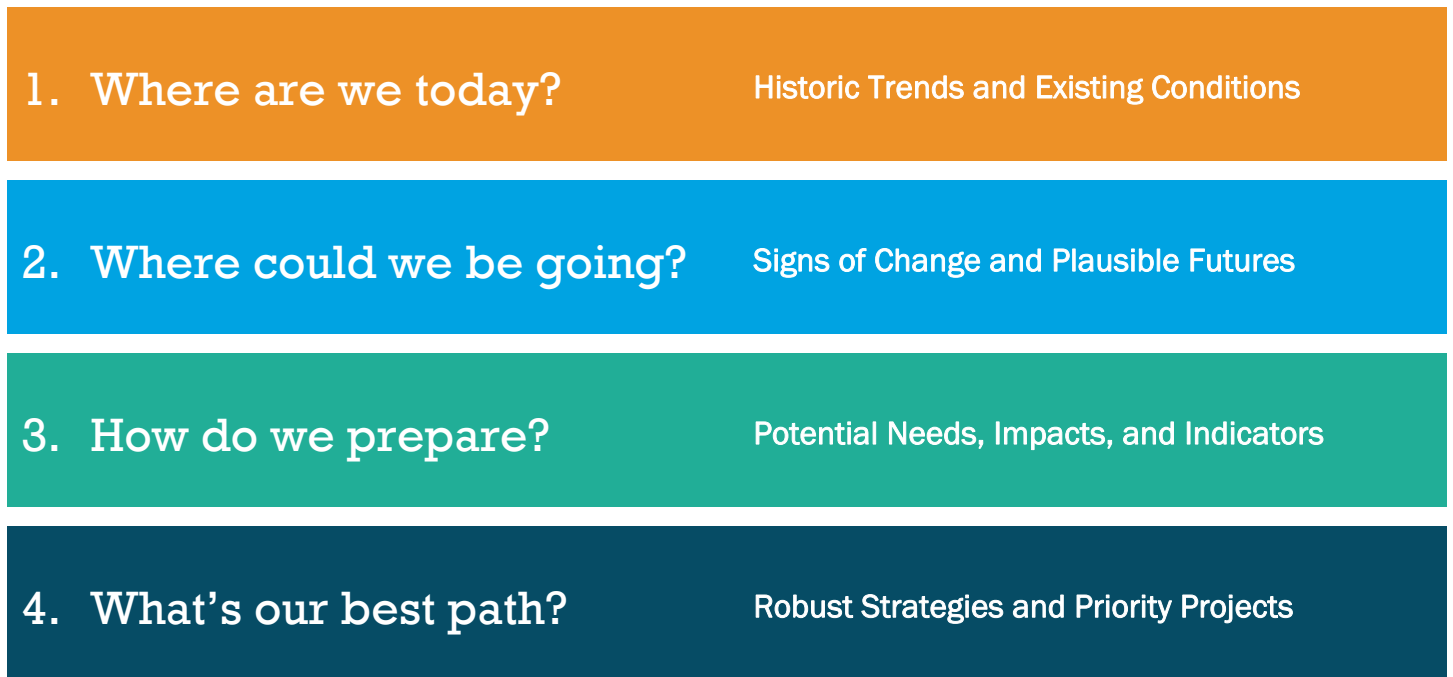 1. Where are we today? Historic Trends and Existing Conditions
2. Where could we be going? Signs of Change and Plausible Futures
3. How do we prepare? Potential Needs, Impacts, and Indicators
4. What’s our best path? Robust Strategies and Priority Projects